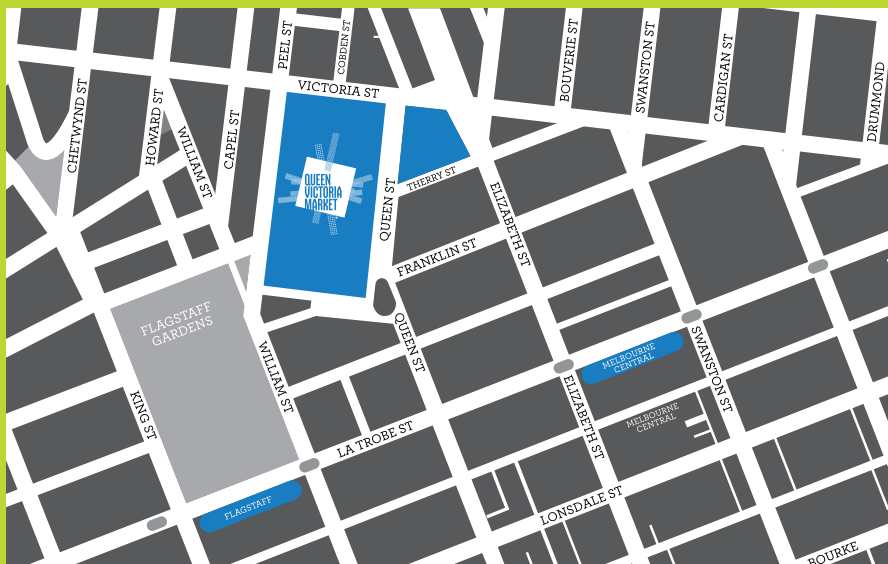 PEEL ST
COBDEN ST
BOUVERIE ST
SWANSTON ST
CARDIGAN ST
DRUMMOND
VICTORIA ST
CHETWYND ST
HOWARD ST
WILLIAM ST
CAPEL ST
QUEEN
VICTORIA
MARKET
QUEEN ST
THERRY ST
ELIZABETH ST
FRANKLIN ST
FLAGSTAFF
GARDENS
WILLIAM ST
QUEEN ST
MELBOURNE
CENTRAL
SWANSTON ST
KING ST
ELIZABETH ST
MELBOURNE
CENTRAL
LA TROBE ST
FLAGSTAFF
LONSDALE ST
BOURKE